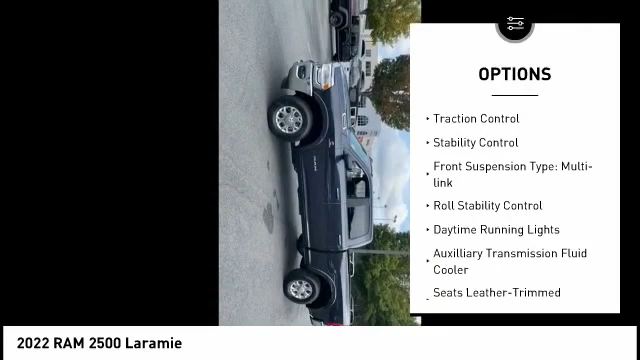 OPTIONS
Traction Control
Stability Control
Front Suspension Type: Multi-
link
Roll Stability Control
Daytime Running Lights
Auxilliary Transmission Fluid
Cooler
Seats Leather-Trimmed
2022 RAM 2500 Laramie